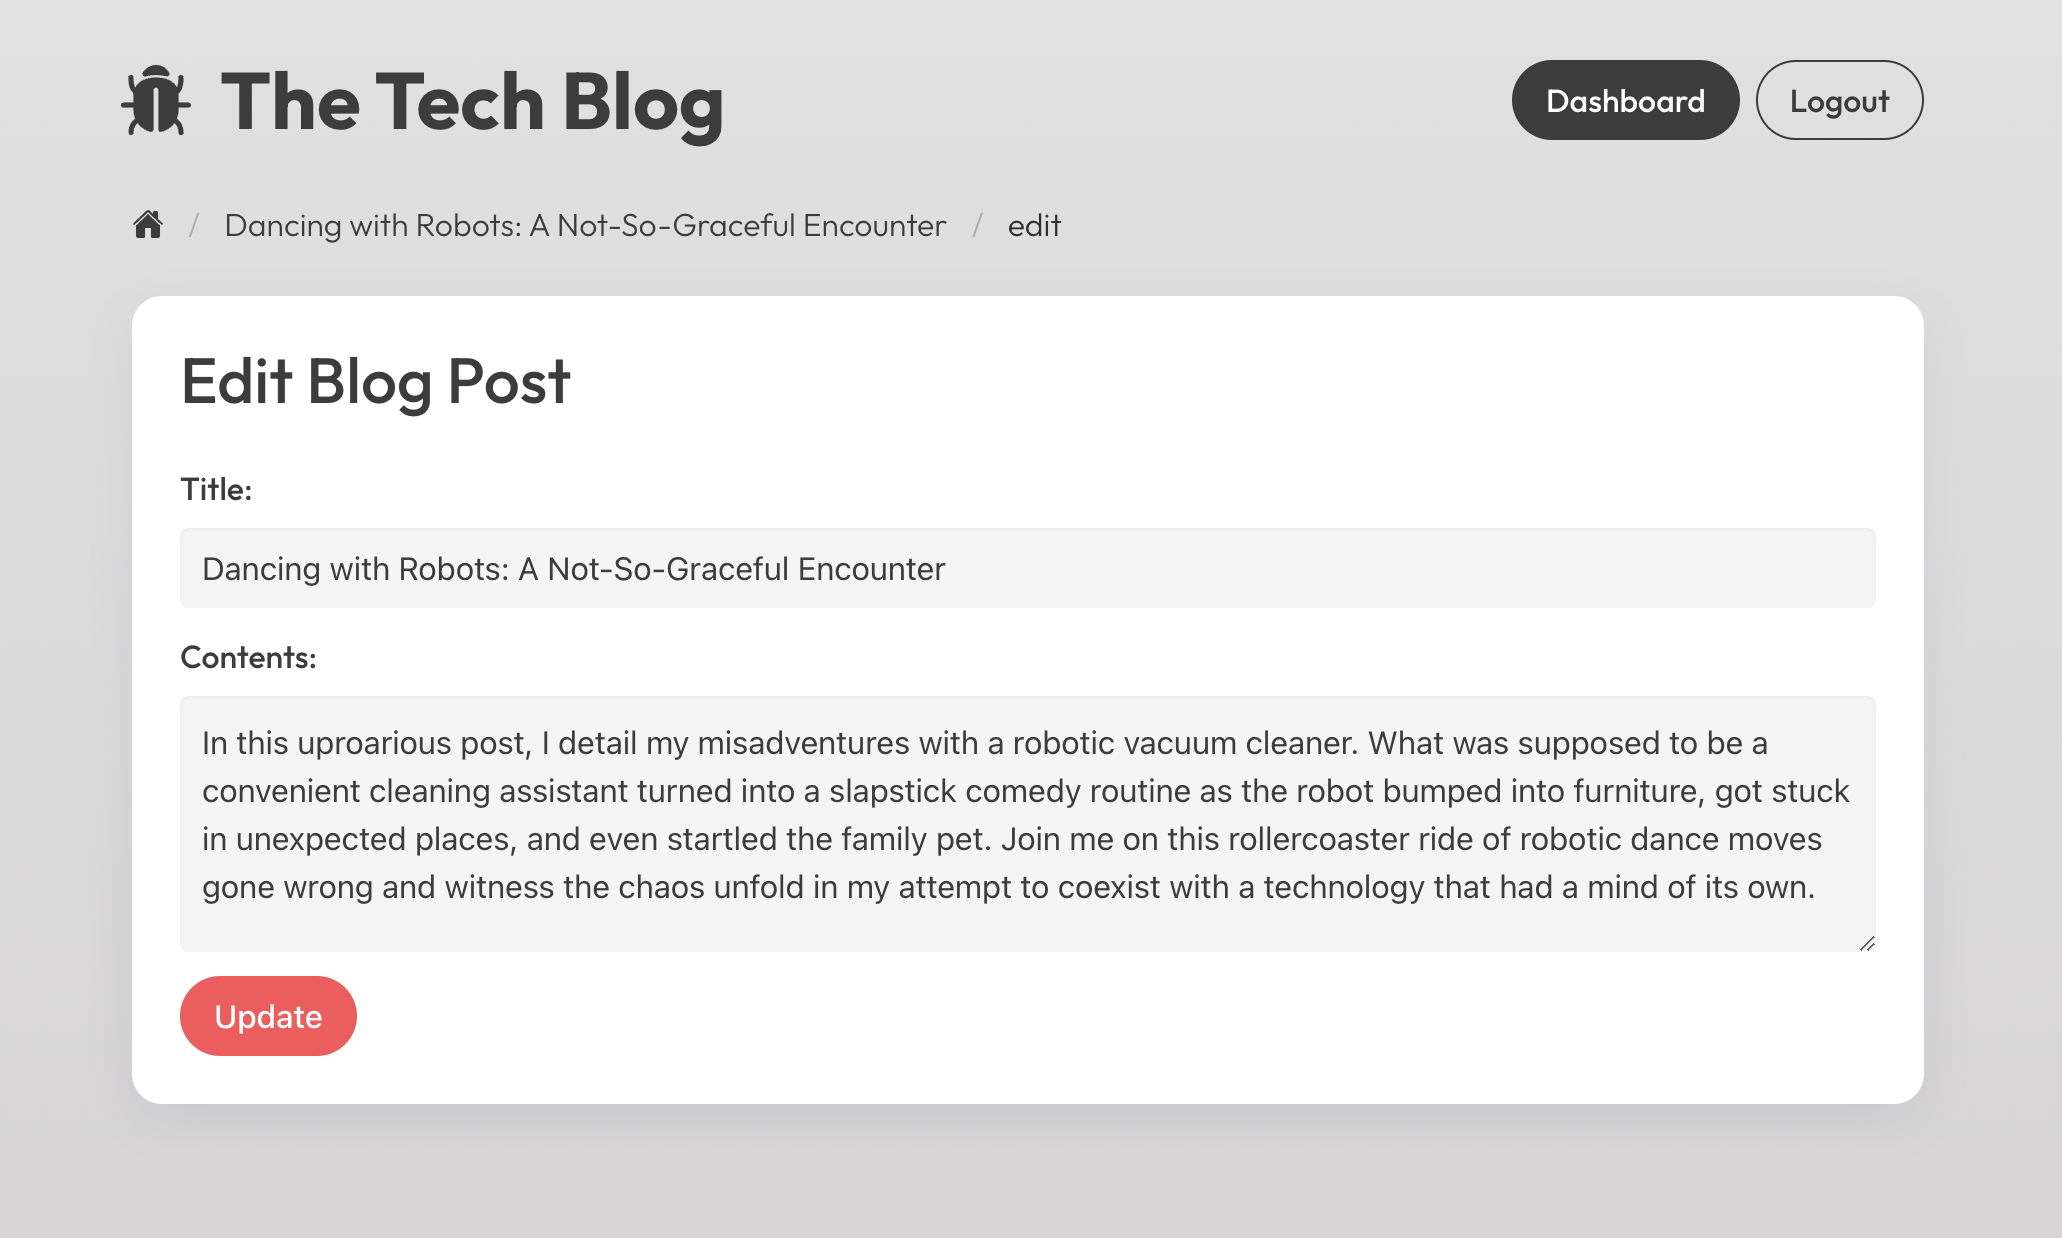 The Tech Blog
Dashboard
Logout
/ Dancing with Robots: A Not-So-Graceful Encounter / edit
Edit Blog Post
Title:
Dancing with Robots: A Not-So-Graceful Encounter
Contents:
In this uproarious post, I detail my misadventures with a robotic vacuum cleaner. What was supposed to be a
convenient cleaning assistant turned into a slapstick comedy routine as the robot bumped into furniture, got stuck
in unexpected places, and even startled the family pet. Join me on this rollercoaster ride of robotic dance moves
gone wrong and witness the chaos unfold in my attempt to coexist with a technology that had a mind of its own.
Update